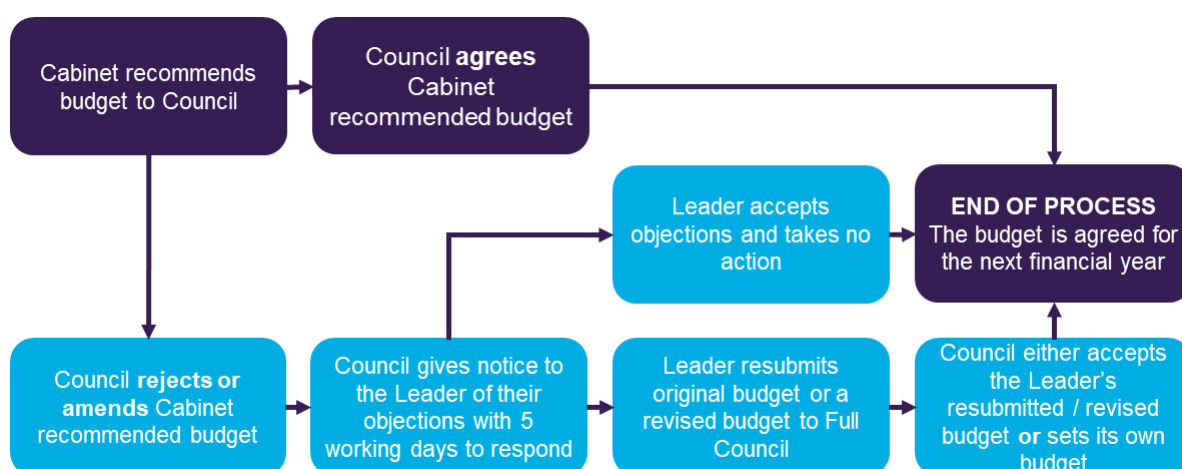 Cabinet recommends
budget to Council
Council agrees
Cabinet
recommended budget
Leader accepts
objections and takes no
action
END OF PROCESS
The budget is agreed for
the next financial year
Council rejects or
amends Cabinet
recommended budget
Council gives notice to
the Leader of their
objections with 5
working days to respond
Leader resubmits
original budget or a
revised budget to Full
Council
Council either accepts
the Leader’s
resubmitted / revised
budget or sets its own
budget